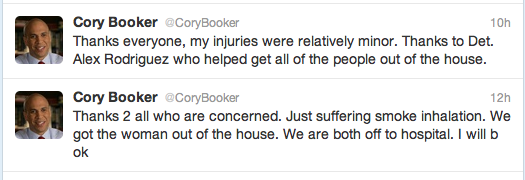 Cory Booker @CoryBooker 10h
Thanks everyone, my injuries were relatively minor. Thanks to Det.
Alex Rodriguez who helped get all of the people out of the house.
Cory Booker @CoryBooker 12h
Thanks 2 all who are concerned. Just suffering smoke inhalation. We
got the woman out of the house. We are both off to hospital. I will b
ok